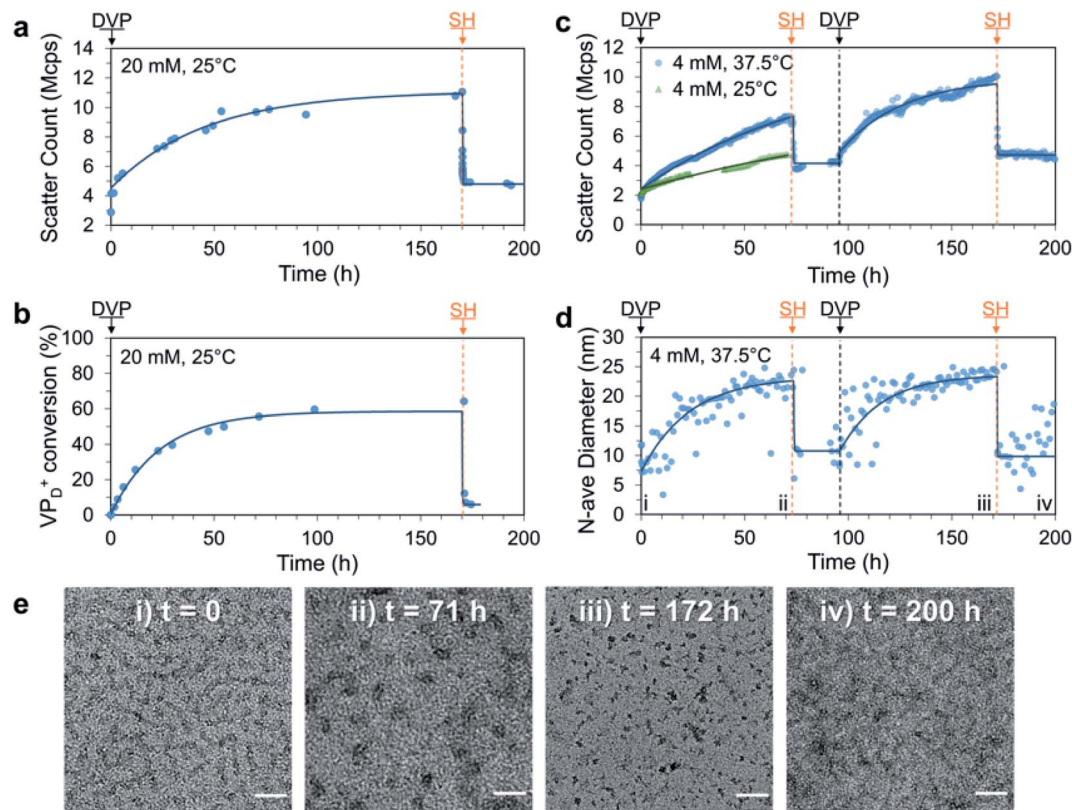 a
DVP
SH
14
12
10
8
6
4
2
Scatter Count (Mcps)
20 mM, 25°C
0
50
100
150
200
Time (h)
c
DVP
SH
DVP
SH
12
10
8
6
4
2
0
Scatter Count (Mcps)
4 mM, 37.5°C
4 mM, 25°C
0
50
100
150
200
Time (h)
b
DVP
SH
100
80
60
40
20
0
VP_D^+ conversion (%)
20 mM, 25°C
0
50
100
150
200
Time (h)
d
DVP
SH
DVP
SH
30
25
20
15
10
5
0
N-ave Diameter (nm)
4 mM, 37.5°C
i
ii
iii
iv
0
50
100
150
200
Time (h)
e
i) t = 0
ii) t = 71 h
iii) t = 172 h
iv) t = 200 h